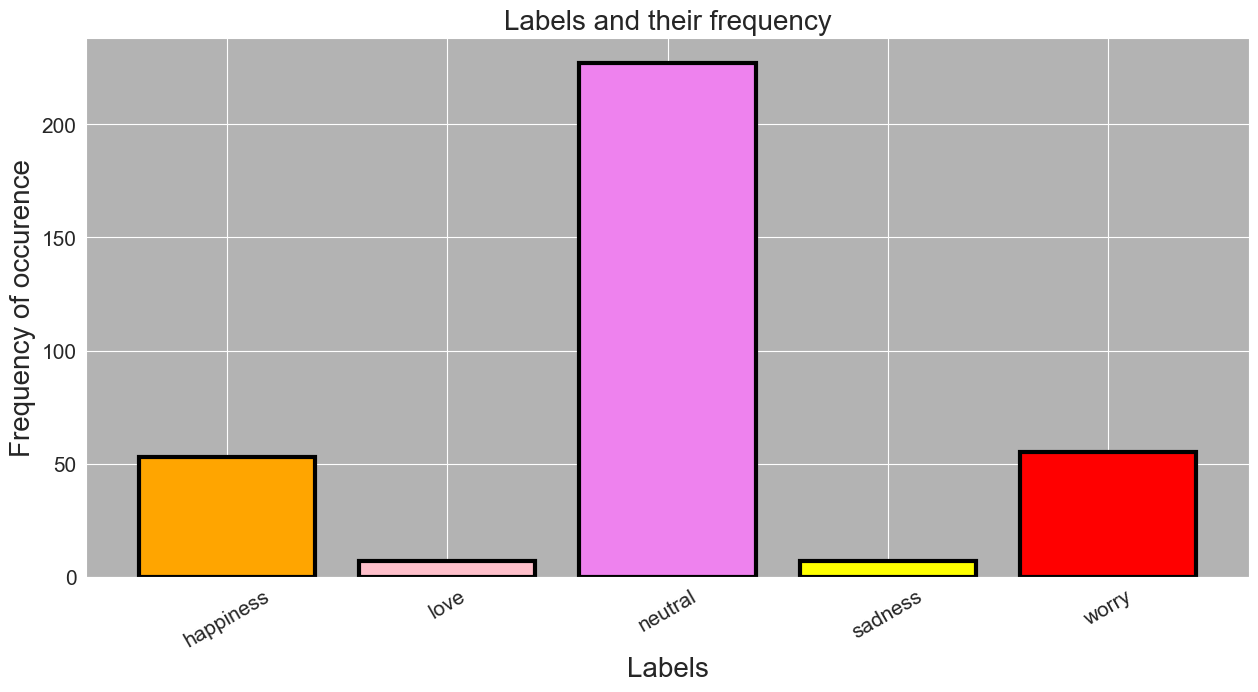 Labels and their frequency
Frequency of occurence
200
150
100
50
0
happiness
love
neutral
sadness
worry
Labels